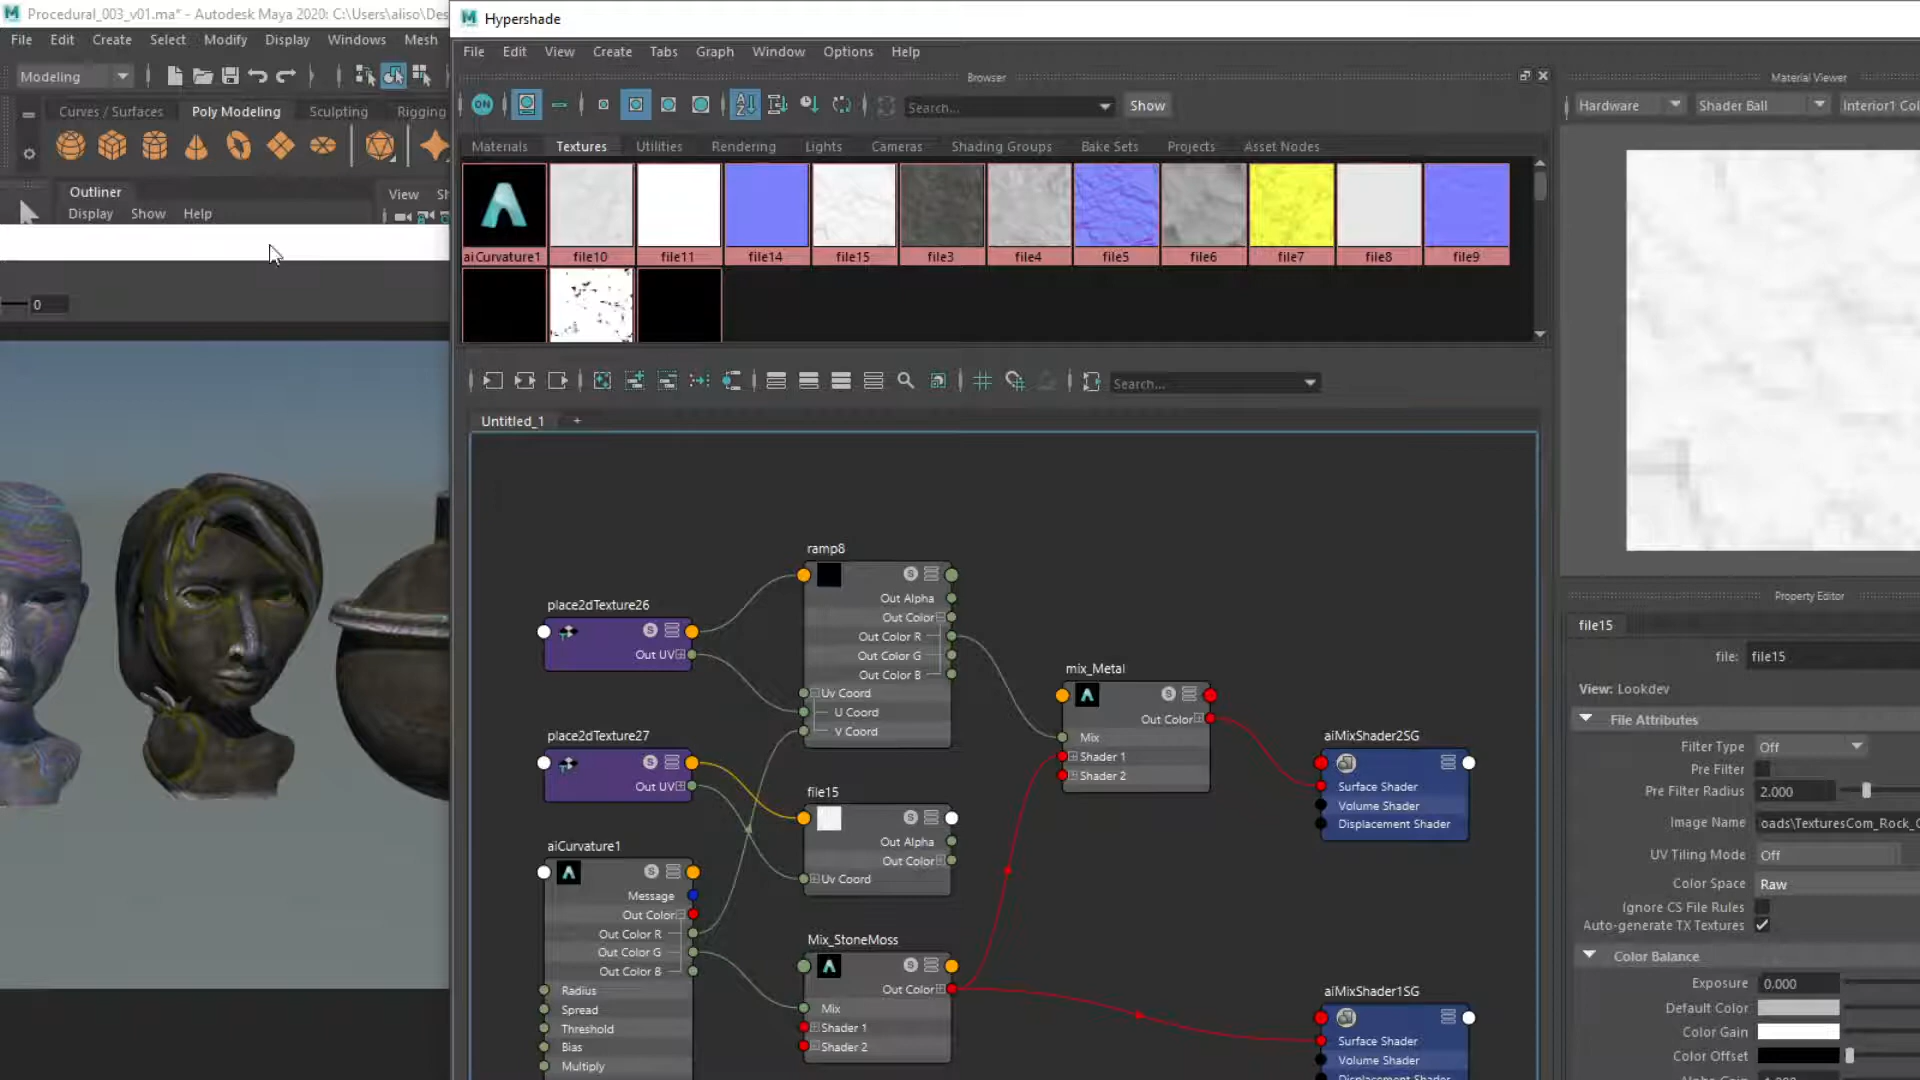 Procedural_003_v01.ma* - Autodesk Maya 2020: C:\Users\aliso\Des
Hypershade
File Edit Create Select Modify Display Windows Mesh
File Edit View Create Tabs Graph Window Options Help
Browser
Material Viewer
Modeling
ON
Search...
Show
Hardware
Shader Ball
Interior1 Col
Curves / Surfaces
Poly Modeling
Sculpting
Rigging
Materials
Textures
Utilities
Rendering
Lights
Cameras
Shading Groups
Bake Sets
Projects
Asset Nodes
Outliner
View
Sh
Display
Show
Help
aiCurvature1
file10
file11
file14
file15
file3
file4
file5
file6
file7
file8
file9
0
Search...
Untitled_1
+
ramp8
Out Alpha
Out Color
Out Color R
Out Color G
Out Color B
Uv Coord
U Coord
V Coord
place2dTexture26
Out UV
place2dTexture27
Out UV
file15
Out Alpha
Out Color
Uv Coord
aiCurvature1
Message
Out Color
Out Color R
Out Color G
Out Color B
Radius
Spread
Threshold
Bias
Multiply
Mix_StoneMoss
Out Color
Mix
Shader 1
Shader 2
mix_Metal
Out Color
Mix
Shader 1
Shader 2
aiMixShader2SG
Surface Shader
Volume Shader
Displacement Shader
aiMixShader1SG
Surface Shader
Volume Shader
Displacement Shader
Property Editor
file15
file: file15
View: Lookdev
File Attributes
Filter Type Off
Pre Filter
Pre Filter Radius 2.000
Image Name oads\TexturesCom_Rock_
UV Tiling Mode Off
Color Space Raw
Ignore CS File Rules
Auto-generate TX Textures
Color Balance
Exposure 0.000
Default Color
Color Gain
Color Offset